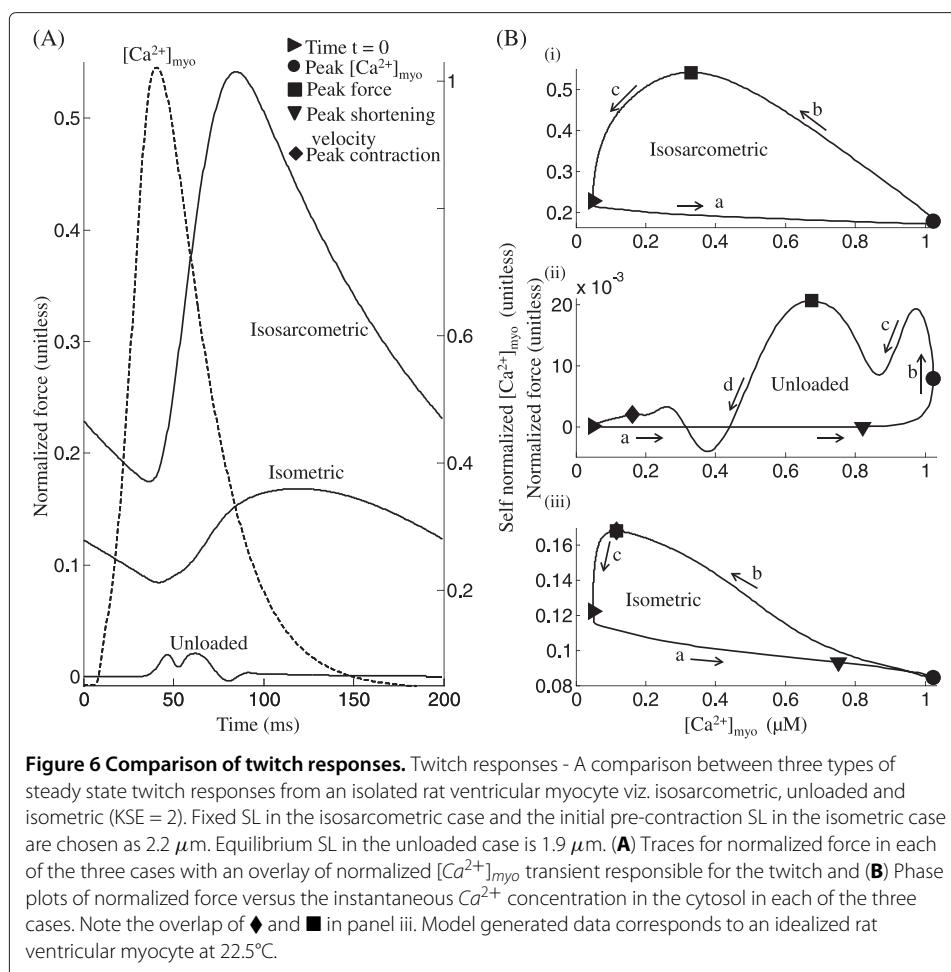 (A)
[Ca²⁺]myo
▶ Time t = 0
● Peak [Ca²⁺]myo
■ Peak force
▼ Peak shortening
velocity
◆ Peak contraction
Normalized force (unitless)
0.5
0.4
0.3
0.2
0.1
0
1
0.6
0.4
0.2
Isosarcometric
Isometric
Unloaded
0
50
100
150
200
Time (ms)
Self normalized [Ca²⁺]myo (unitless)
Normalized force (unitless)
(B)
(i)
0.5
0.4
0.3
0.2
c
b
Isosarcometric
a
0.2
0.4
0.6
0.8
1
(ii)
x 10⁻³
20
10
0
c
b
Unloaded
d
a
0
0.2
0.4
0.6
0.8
1
(iii)
0.16
0.14
0.12
0.1
0.08
c
b
Isometric
a
0
0.2
0.4
0.6
0.8
1
[Ca²⁺]myo (μM)
Figure 6 Comparison of twitch responses. Twitch responses - A comparison between three types of
steady state twitch responses from an isolated rat ventricular myocyte viz. isosarcometric, unloaded and
isometric (KSE = 2). Fixed SL in the isosarcometric case and the initial pre-contraction SL in the isometric case
are chosen as 2.2 μm. Equilibrium SL in the unloaded case is 1.9 μm. (A) Traces for normalized force in each
of the three cases with an overlay of normalized [Ca²⁺]myo transient responsible for the twitch and (B) Phase
plots of normalized force versus the instantaneous Ca²⁺ concentration in the cytosol in each of the three
cases. Note the overlap of ◆ and ■ in panel iii. Model generated data corresponds to an idealized rat
ventricular myocyte at 22.5°C.